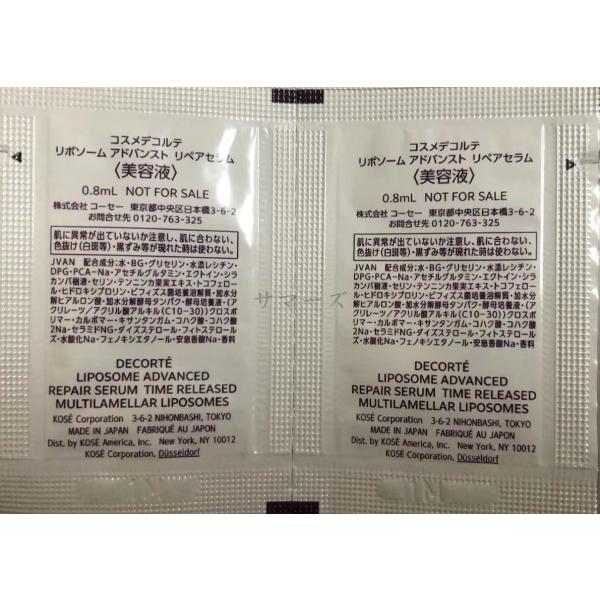 コスメデコルテ
リポソーム アドバンスト リペアセラム
〈美容液〉
0.8mL NOT FOR SALE
株式会社 コーセー 東京都中央区日本橋3-6-2
お問合せ先 0120-763-325
肌に異常が出ていないか注意し、肌に合わない、
色抜け(白斑等)・黒ずみ等が現れた時は使わない。
JVAN 配合成分:水・BG・グリセリン・水添レシチン・
DPG・PCA-Na・アセチルグルタミン・エクトイン・シラ
カンバ樹液・セリン・テンニンカ果実エキス・トコフェロ
ール・ヒドロキシプロリン・ビフィズス菌培養溶解質・加水分
解ヒアルロン酸・加水分解酵母タンパク・酵母培養液・(ア
クリレーツ/アクリル酸アルキル(C10-30))クロスポ
リマー・カルボマー・キサンタンガム・コハク酸・コハク酸
2Na・セラミドNG・ダイズステロール・フィトステロール
ズ・水酸化Na・フェノキシエタノール・安息香酸Na・香料
DECORTÉ
LIPOSOME ADVANCED
REPAIR SERUM TIME RELEASED
MULTILAMELLAR LIPOSOMES
KOSÉ Corporation 3-6-2 NIHONBASHI, TOKYO
MADE IN JAPAN FABRIQUÉ AU JAPON
Dist. by KOSÉ America, Inc. New York, NY 10012
KOSÉ Corporation, Düsseldorf
コスメデコルテ
リポソーム アドバンスト リペアセラム
〈美容液〉
0.8mL NOT FOR SALE
株式会社 コーセー 東京都中央区日本橋3-6-2
お問合せ先 0120-763-325
肌に異常が出ていないか注意し、肌に合わない、
色抜け(白斑等)・黒ずみ等が現れた時は使わない。
JVAN 配合成分:水・BG・グリセリン・水添レシチン・
DPG・PCA-Na・アセチルグルタミン・エクトイン・シラ
カンバ樹液・セリン・テンニンカ果実エキス・トコフェロ
ール・ヒドロキシプロリン・ビフィズス菌培養溶解質・加水分
解ヒアルロン酸・加水分解酵母タンパク・酵母培養液・(ア
クリレーツ/アクリル酸アルキル(C10-30))クロスポ
リマー・カルボマー・キサンタンガム・コハク酸・コハク酸
2Na・セラミドNG・ダイズステロール・フィトステロール
ズ・水酸化Na・フェノキシエタノール・安息香酸Na・香料
DECORTÉ
LIPOSOME ADVANCED
REPAIR SERUM TIME RELEASED
MULTILAMELLAR LIPOSOMES
KOSÉ Corporation 3-6-2 NIHONBASHI, TOKYO
MADE IN JAPAN FABRIQUÉ AU JAPON
Dist. by KOSÉ America, Inc. New York, NY 10012
KOSÉ Corporation, Düsseldorf